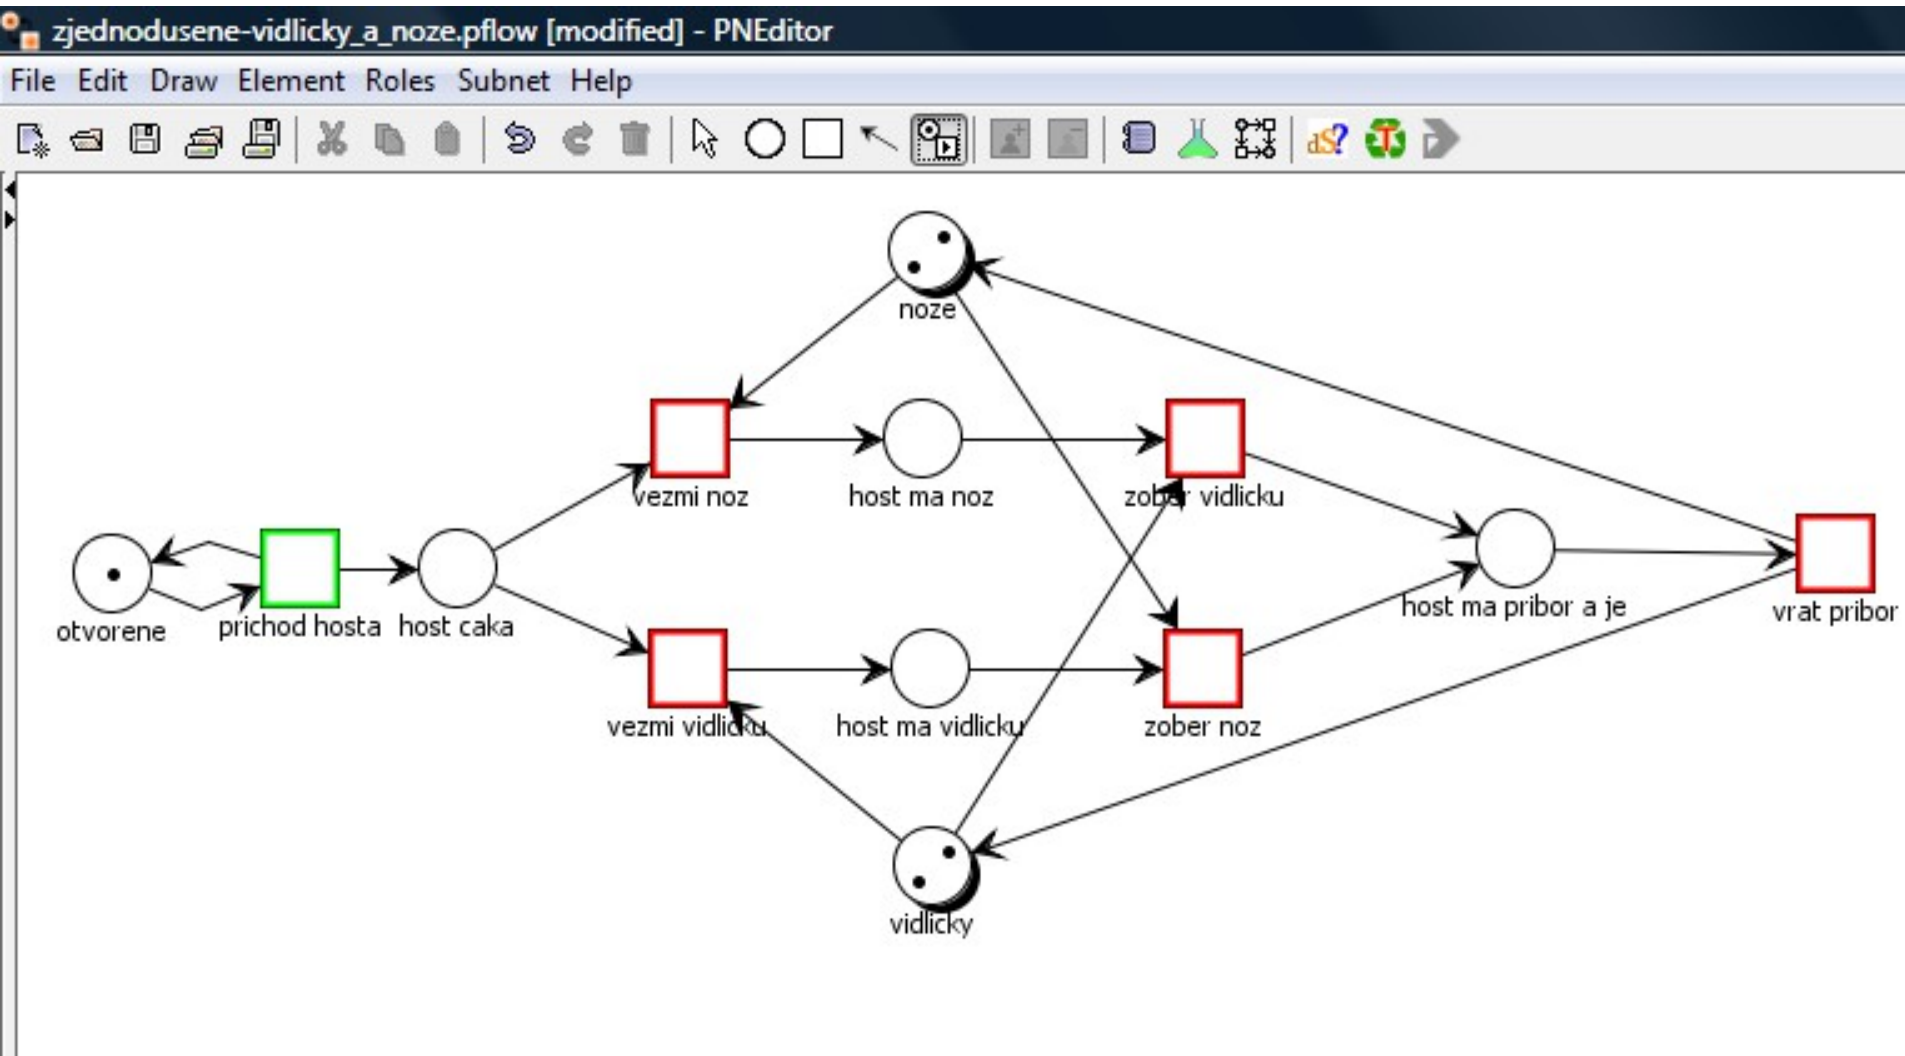 zjednodusene-vidlicky_a_noze.pflow [modified] - PNEditor
File Edit Draw Element Roles Subnet Help
dS? T
noze
vezmi noz host ma noz zober vidlicku
otvorene prichod hosta host caka host ma pribor a je vrat pribor
vezmi vidlicku host ma vidlicku zober noz
vidlicky